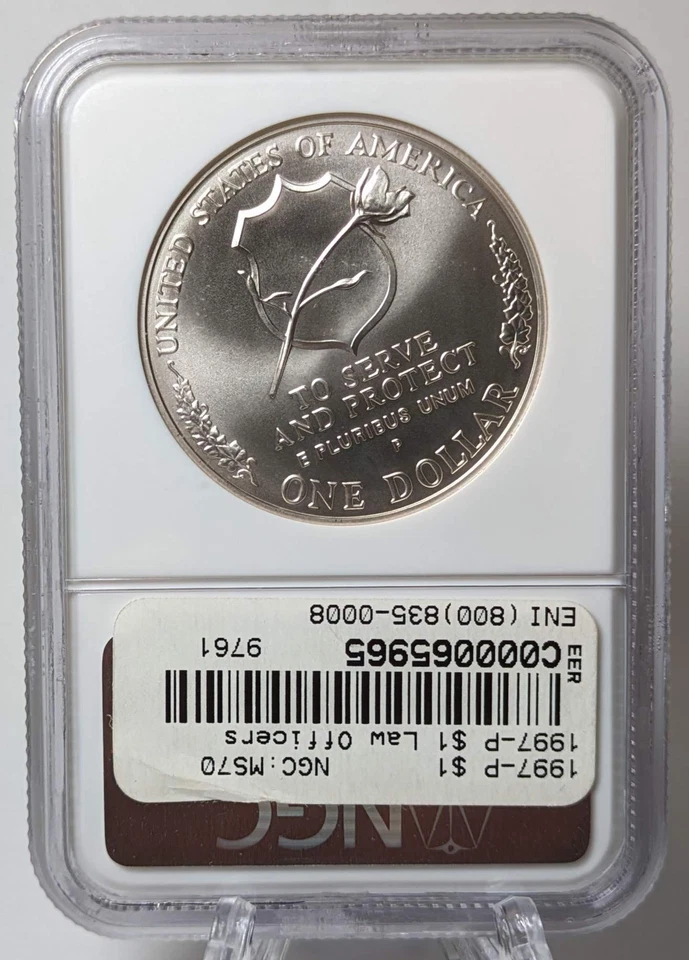 UNITED STATES OF AMERICA
TO SERVE
AND PROTECT
E PLURIBUS UNUM
P
ONE DOLLAR
1997-P $1 NGC:MS70
1997-P $1 Law Officers
EER
C000065965
9761
ENI (800)835-0008
NGC